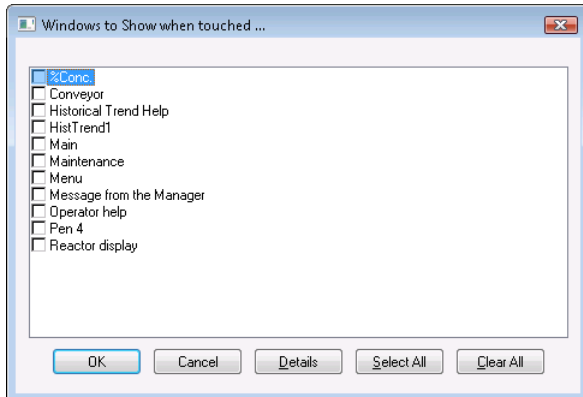 Windows to Show when touched ...
%Conc.
Conveyor
Historical Trend Help
HistTrend1
Main
Maintenance
Menu
Message from the Manager
Operator help
Pen 4
Reactor display
OK Cancel Details Select All Clear All